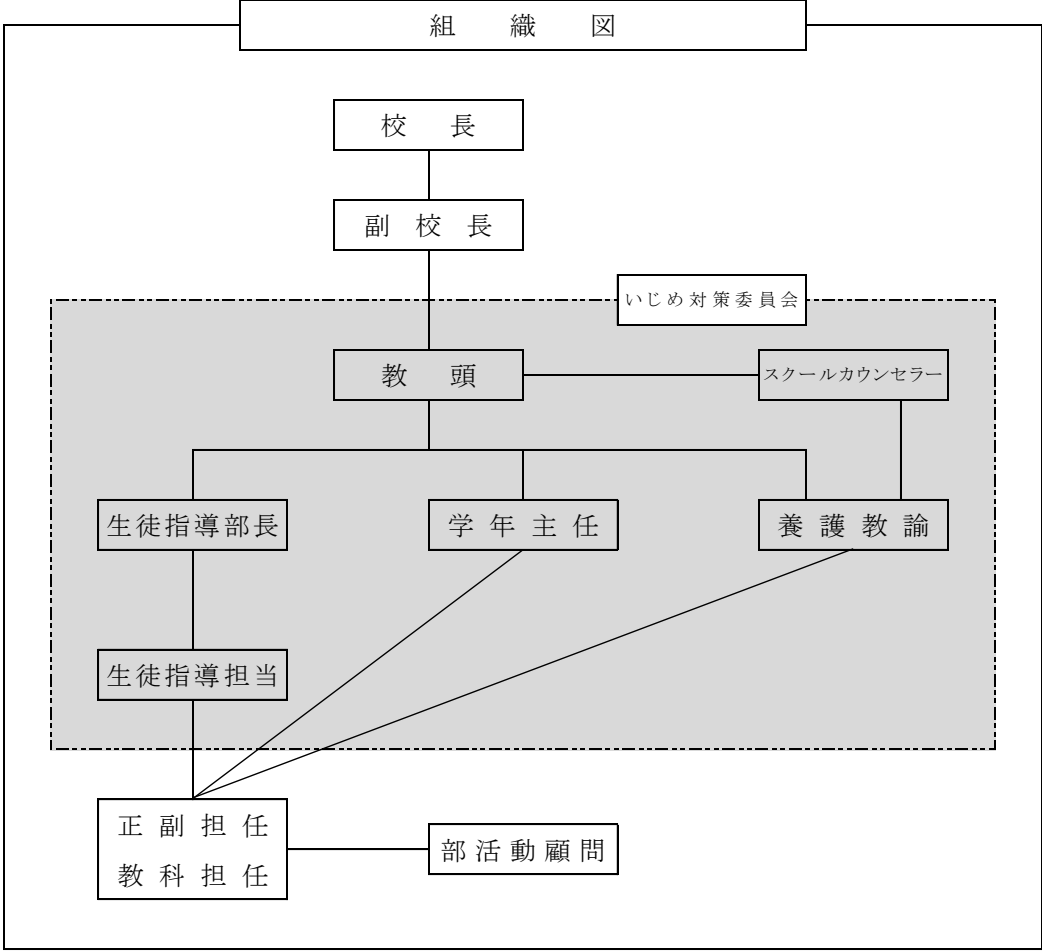 組織図
校長
副校長
いじめ対策委員会
教頭
スクールカウンセラー
生徒指導部長
学年主任
養護教諭
生徒指導担当
正副担任
教科担任
部活動顧問